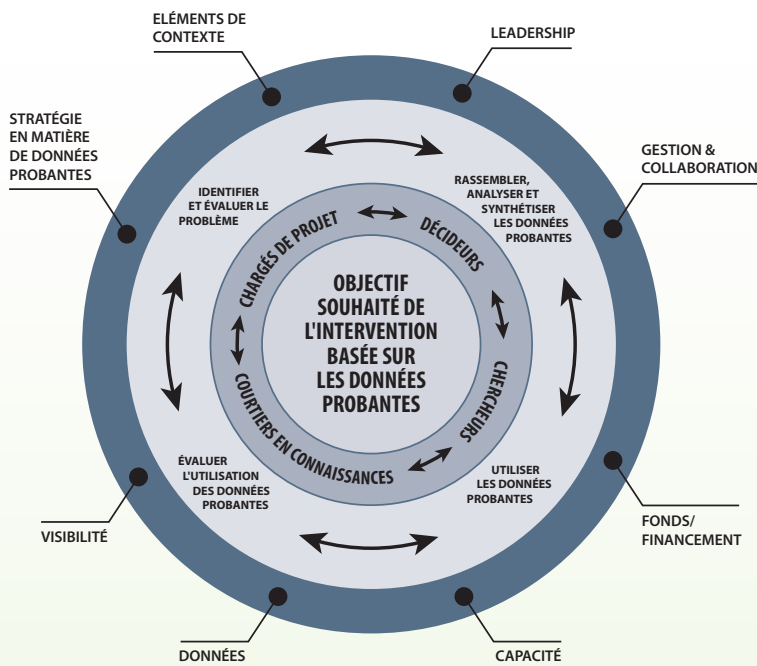 ELÉMENTS DE
CONTEXTE
LEADERSHIP
STRATÉGIE
EN MATIÈRE
DE DONNÉES
PROBANTES
GESTION &
COLLABORATION
IDENTIFIER
ET ÉVALUER LE
PROBLÈME
RASSEMBLER,
ANALYSER ET
SYNTHÉTISER
LES DONNÉES
PROBANTES
CHARGÉS DE PROJET
DÉCIDEURS
OBJECTIF
SOUHAITÉ DE
L'INTERVENTION
BASÉE SUR
LES DONNÉES
PROBANTES
COURTIERS EN CONNAISSANCES
CHERCHEURS
ÉVALUER
L'UTILISATION
DES DONNÉES
PROBANTES
UTILISER
LES DONNÉES
PROBANTES
VISIBILITÉ
FONDS/
FINANCEMENT
DONNÉES
CAPACITÉ